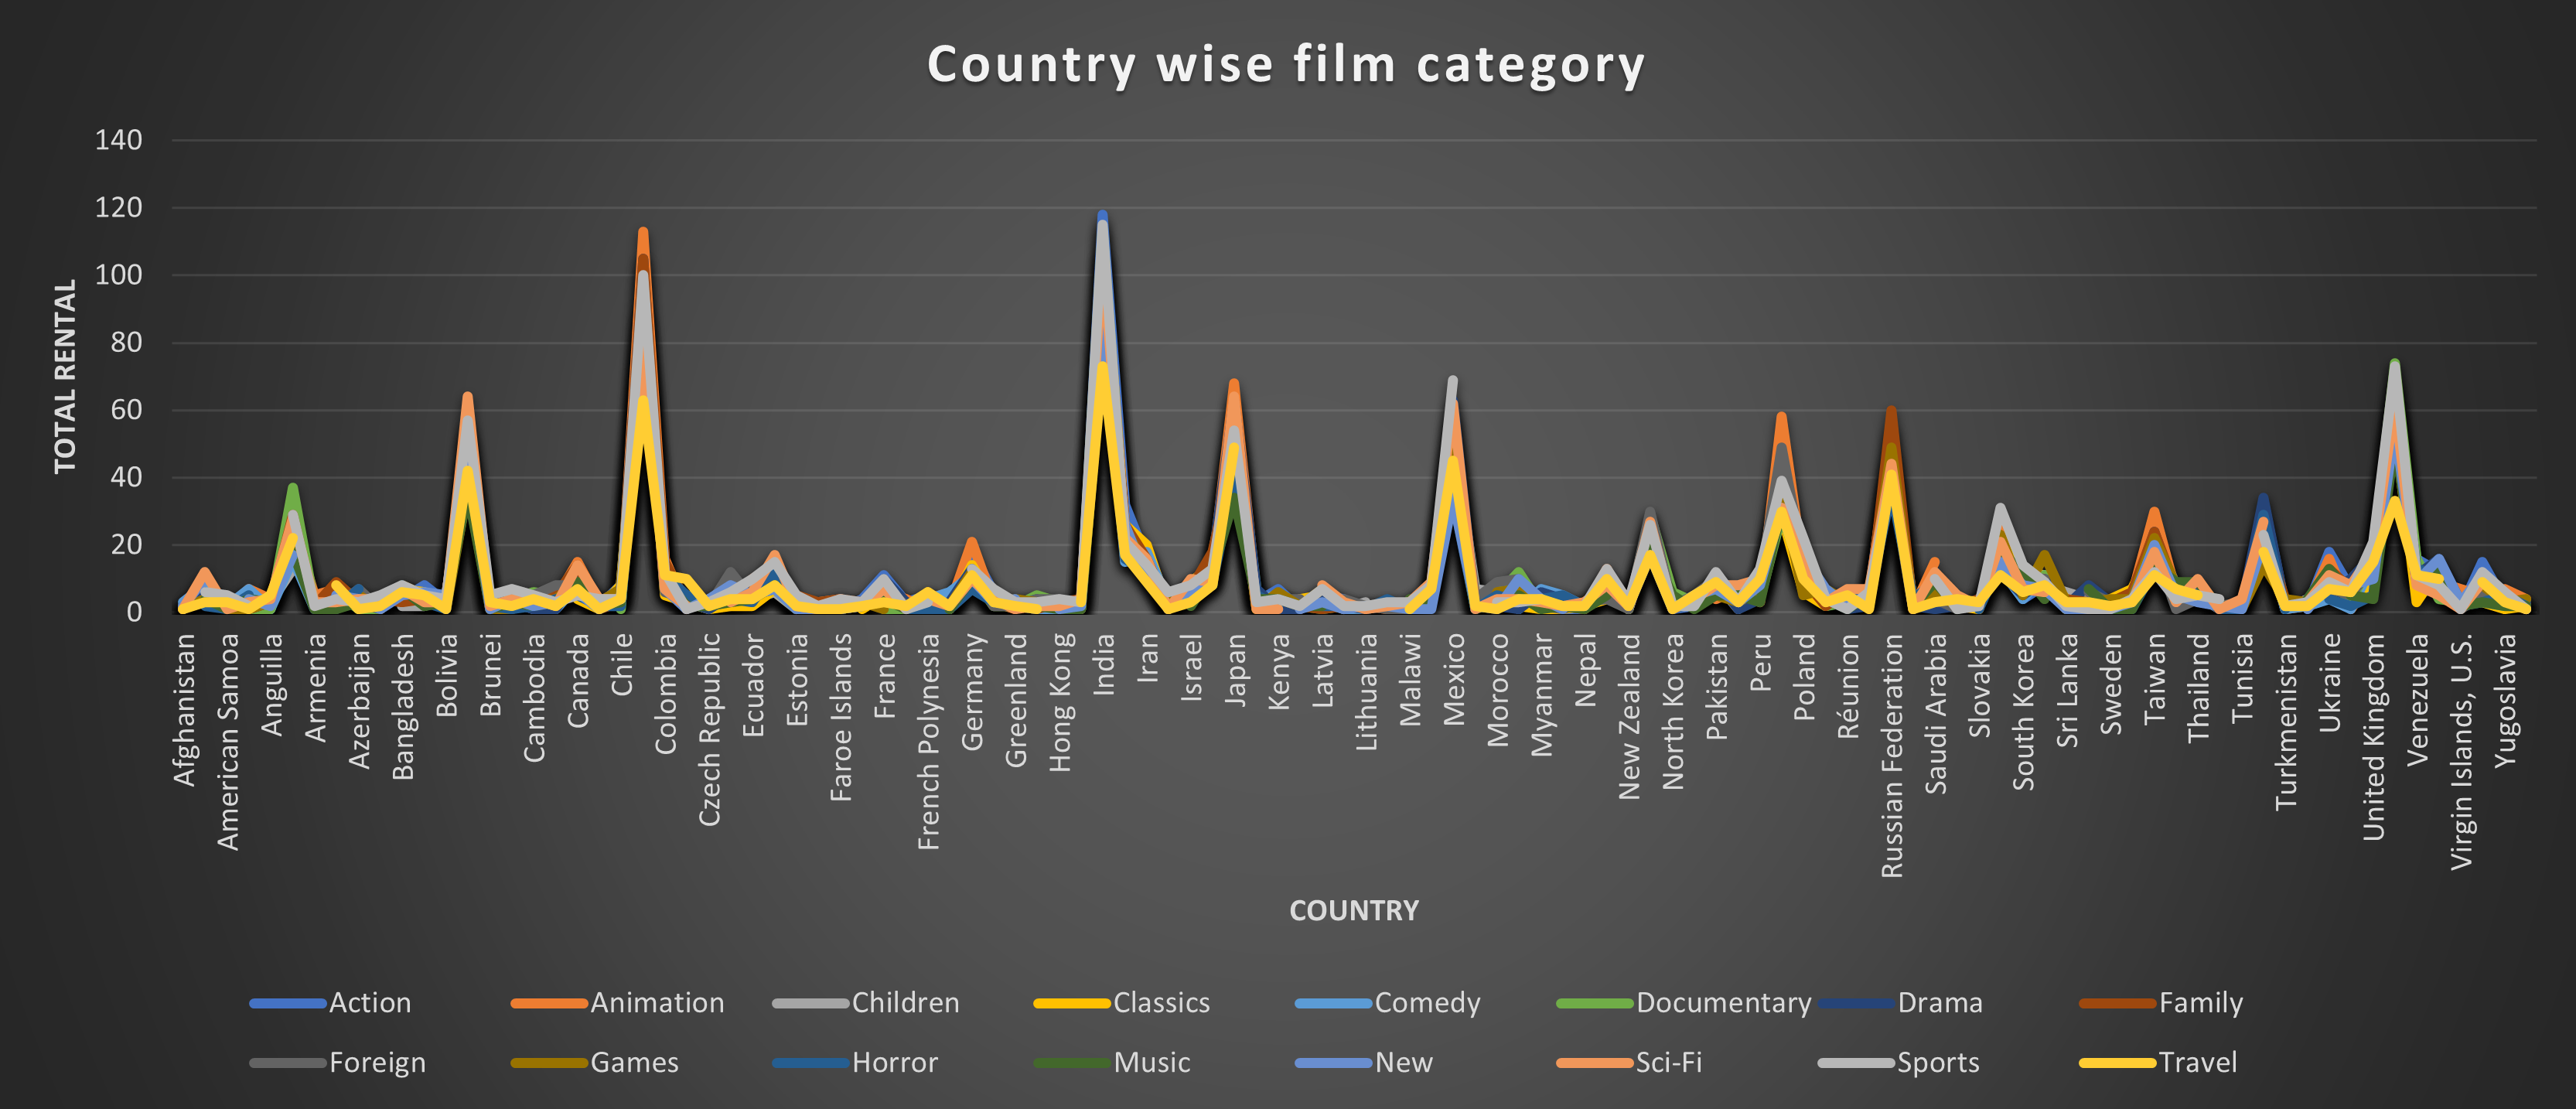 Country wise film category
TOTAL RENTAL
140
120
100
80
60
40
20
0
Afghanistan
American Samoa
Anguilla
Armenia
Azerbaijan
Bangladesh
Bolivia
Brunei
Cambodia
Canada
Chile
Colombia
Czech Republic
Ecuador
Estonia
Faroe Islands
France
French Polynesia
Germany
Greenland
Hong Kong
India
Iran
Israel
Japan
Kenya
Latvia
Lithuania
Malawi
Mexico
Morocco
Myanmar
Nepal
New Zealand
North Korea
Pakistan
Peru
Poland
Réunion
Russian Federation
Saudi Arabia
Slovakia
South Korea
Sri Lanka
Sweden
Taiwan
Thailand
Tunisia
Turkmenistan
Ukraine
United Kingdom
Venezuela
Virgin Islands, U.S.
Yugoslavia
COUNTRY
Action Animation Children Classics Comedy Documentary Drama Family
Foreign Games Horror Music New Sci-Fi Sports Travel